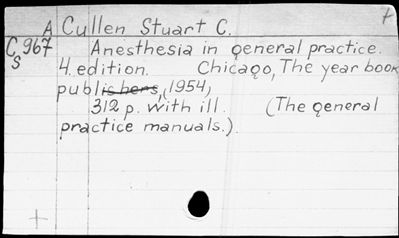 A Cullen Stuart C.
C 967 Anesthesia in general practice.
S
4. edition. Chicago, The year book
publishers, (1954)
312 p. with ill. (The general
practice manuals.).